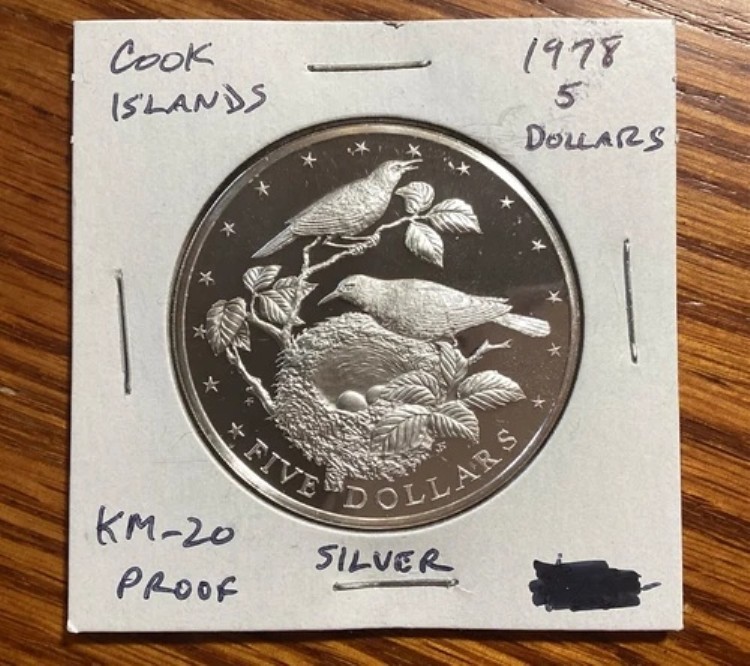 COOK
ISLANDS
1978
5
DOLLARS
FIVE DOLLARS
KM-20
PROOF
SILVER